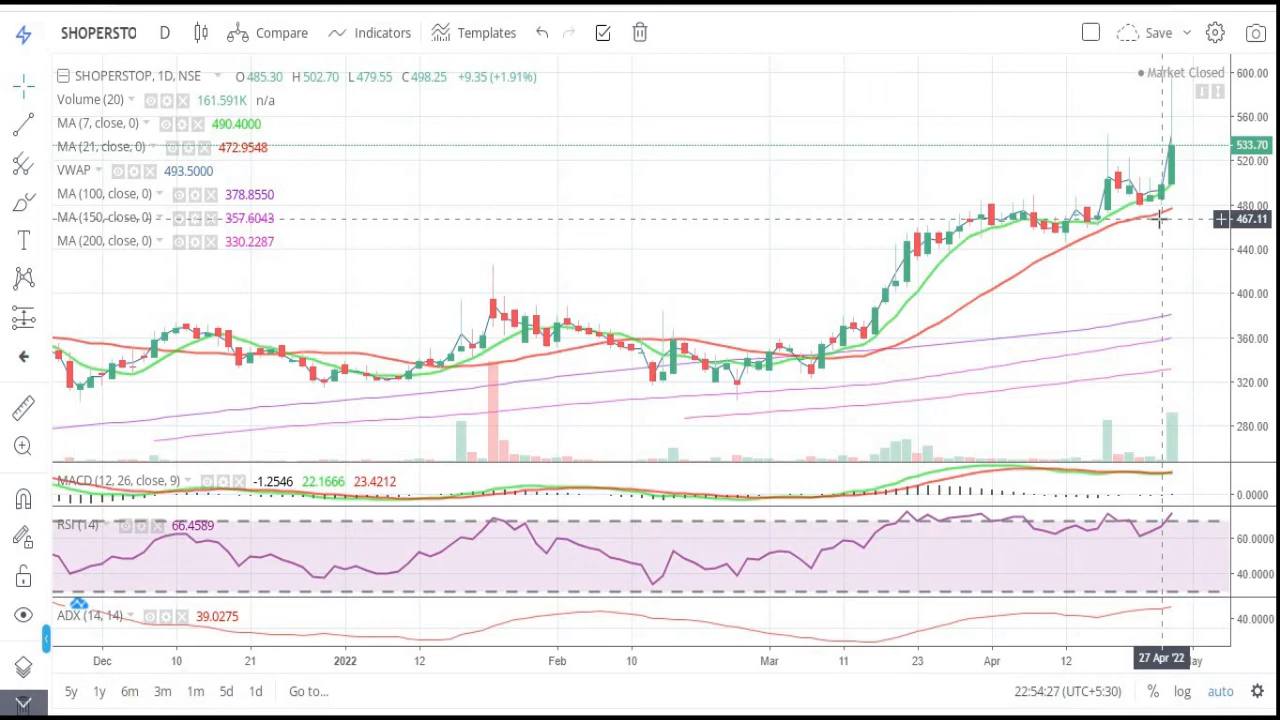 SHOPERSTO D Compare Indicators Templates Save
SHOPERSTOP, 1D, NSE O485.30 H502.70 L479.55 C498.25 +9.35 (+1.91%)
Market Closed
Volume (20) 161.591K n/a
MA (7, close, 0) 490.4000
MA (21, close, 0) 472.9548
VWAP 493.5000
MA (100, close, 0) 378.8550
MA (150, close, 0) 357.6043
MA (200, close, 0) 330.2287
600.00
560.00
533.70
520.00
480.00
467.11
440.00
400.00
360.00
320.00
280.00
MACD (12, 26, close, 9) -1.2546 22.1666 23.4212
0.0000
RSI (14) 66.4589
60.0000
40.0000
ADX (14, 14) 39.0275
40.0000
Dec 10 21 2022 12 Feb 10 Mar 11 23 Apr 12 27 Apr '22 ay
5y 1y 6m 3m 1m 5d 1d Go to... 22:54:27 (UTC+5:30) % log auto